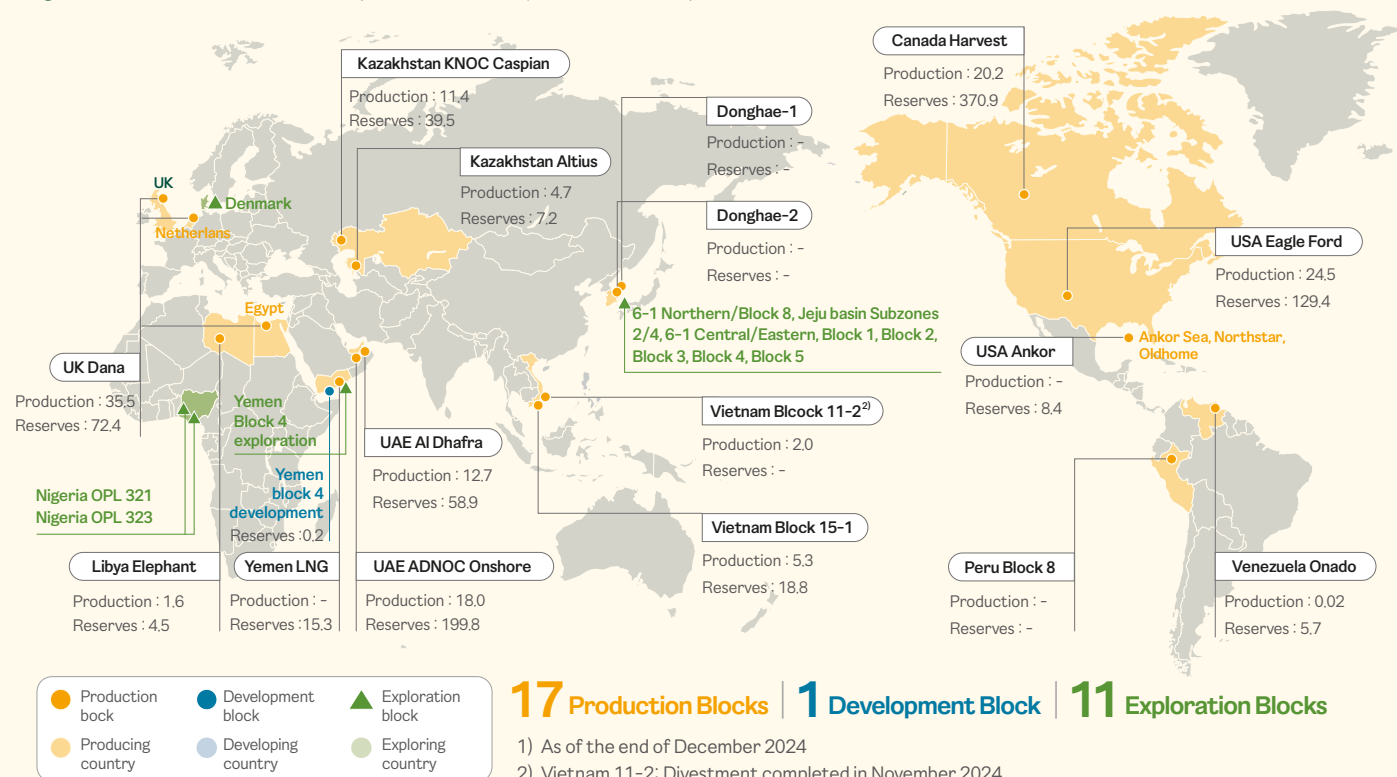 Kazakhstan KNOC Caspian
Production : 11.4
Reserves : 39.5
Kazakhstan Altius
Production : 4.7
Reserves : 7.2
Donghae-1
Production : -
Reserves : -
Donghae-2
Production : -
Reserves : -
6-1 Northern/Block 8, Jeju basin Subzones
2/4, 6-1 Central/Eastern, Block 1, Block 2,
Block 3, Block 4, Block 5
Canada Harvest
Production : 20.2
Reserves : 370.9
USA Eagle Ford
Production : 24.5
Reserves : 129.4
Ankor Sea, Northstar,
Oldhome
USA Ankor
Production : -
Reserves : 8.4
UK
Denmark
Netherlans
Egypt
UK Dana
Production : 35.5
Reserves : 72.4
Yemen
Block 4
exploration
Nigeria OPL 321
Nigeria OPL 323
Yemen
block 4
development
Reserves :0.2
UAE Al Dhafra
Production : 12.7
Reserves : 58.9
Vietnam Blcock 11-2²⁾
Production : 2.0
Reserves : -
Vietnam Block 15-1
Production : 5.3
Reserves : 18.8
Libya Elephant
Production : 1.6
Reserves : 4.5
Yemen LNG
Production : -
Reserves :15.3
UAE ADNOC Onshore
Production : 18.0
Reserves : 199.8
Peru Block 8
Production : -
Reserves : -
Venezuela Onado
Production : 0.02
Reserves : 5.7
Production
bock
Development
block
Exploration
block
Producing
country
Developing
country
Exploring
country
17 Production Blocks | 1 Development Block | 11 Exploration Blocks
1) As of the end of December 2024
2) Vietnam 11-2: Divestment completed in November 2024